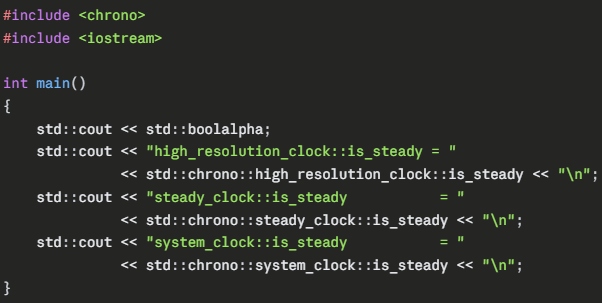 #include <chrono>
#include <iostream>

int main()
{
    std::cout << std::boolalpha;
    std::cout << "high_resolution_clock::is_steady = "
              << std::chrono::high_resolution_clock::is_steady << "\n";
    std::cout << "steady_clock::is_steady          = "
              << std::chrono::steady_clock::is_steady << "\n";
    std::cout << "system_clock::is_steady          = "
              << std::chrono::system_clock::is_steady << "\n";
}